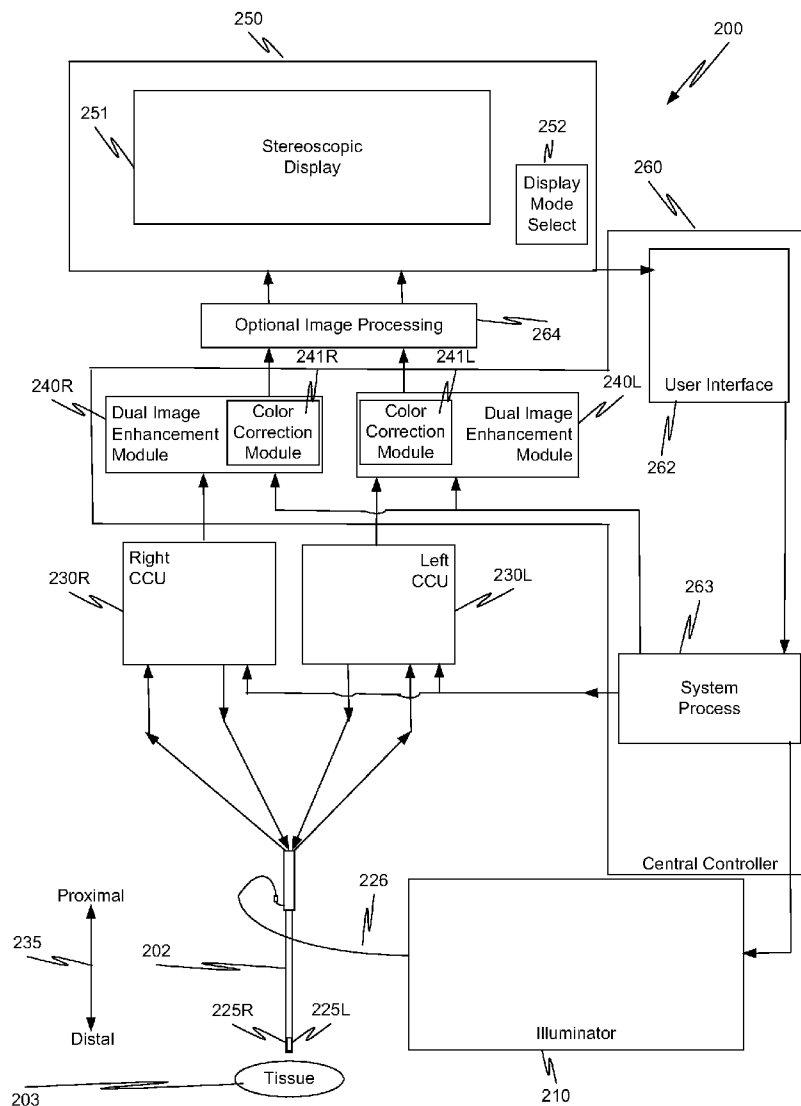 250
200
251
Stereoscopic
Display
252
Display
Mode
Select
260
Optional Image Processing
264
241R
241L
240R
240L
Dual Image
Enhancement
Module
Color
Correction
Module
Color
Correction
Module
Dual Image
Enhancement
Module
User Interface
262
Right
CCU
Left
CCU
230R
230L
263
System
Process
Central Controller
Proximal
235
Distal
202
226
225R
225L
Tissue
203
Illuminator
210